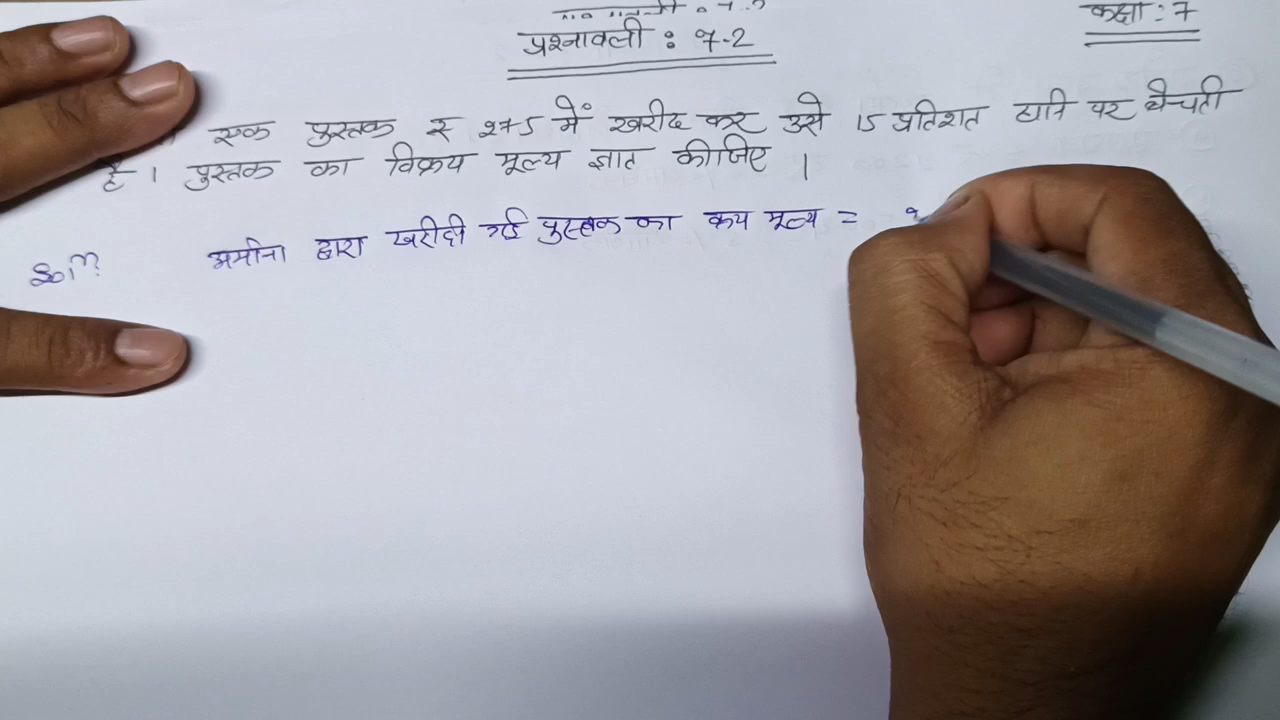 प्रश्नावली : 7.2
कक्षा : 7
एक पुस्तक ₹ 275 में खरीद कर उसे 15 प्रतिशत हानि पर बेचती
है । पुस्तक का विक्रय मूल्य ज्ञात कीजिए ।
Solⁿ? अमीना द्वारा खरीदी गई पुस्तक का क्रय मूल्य =